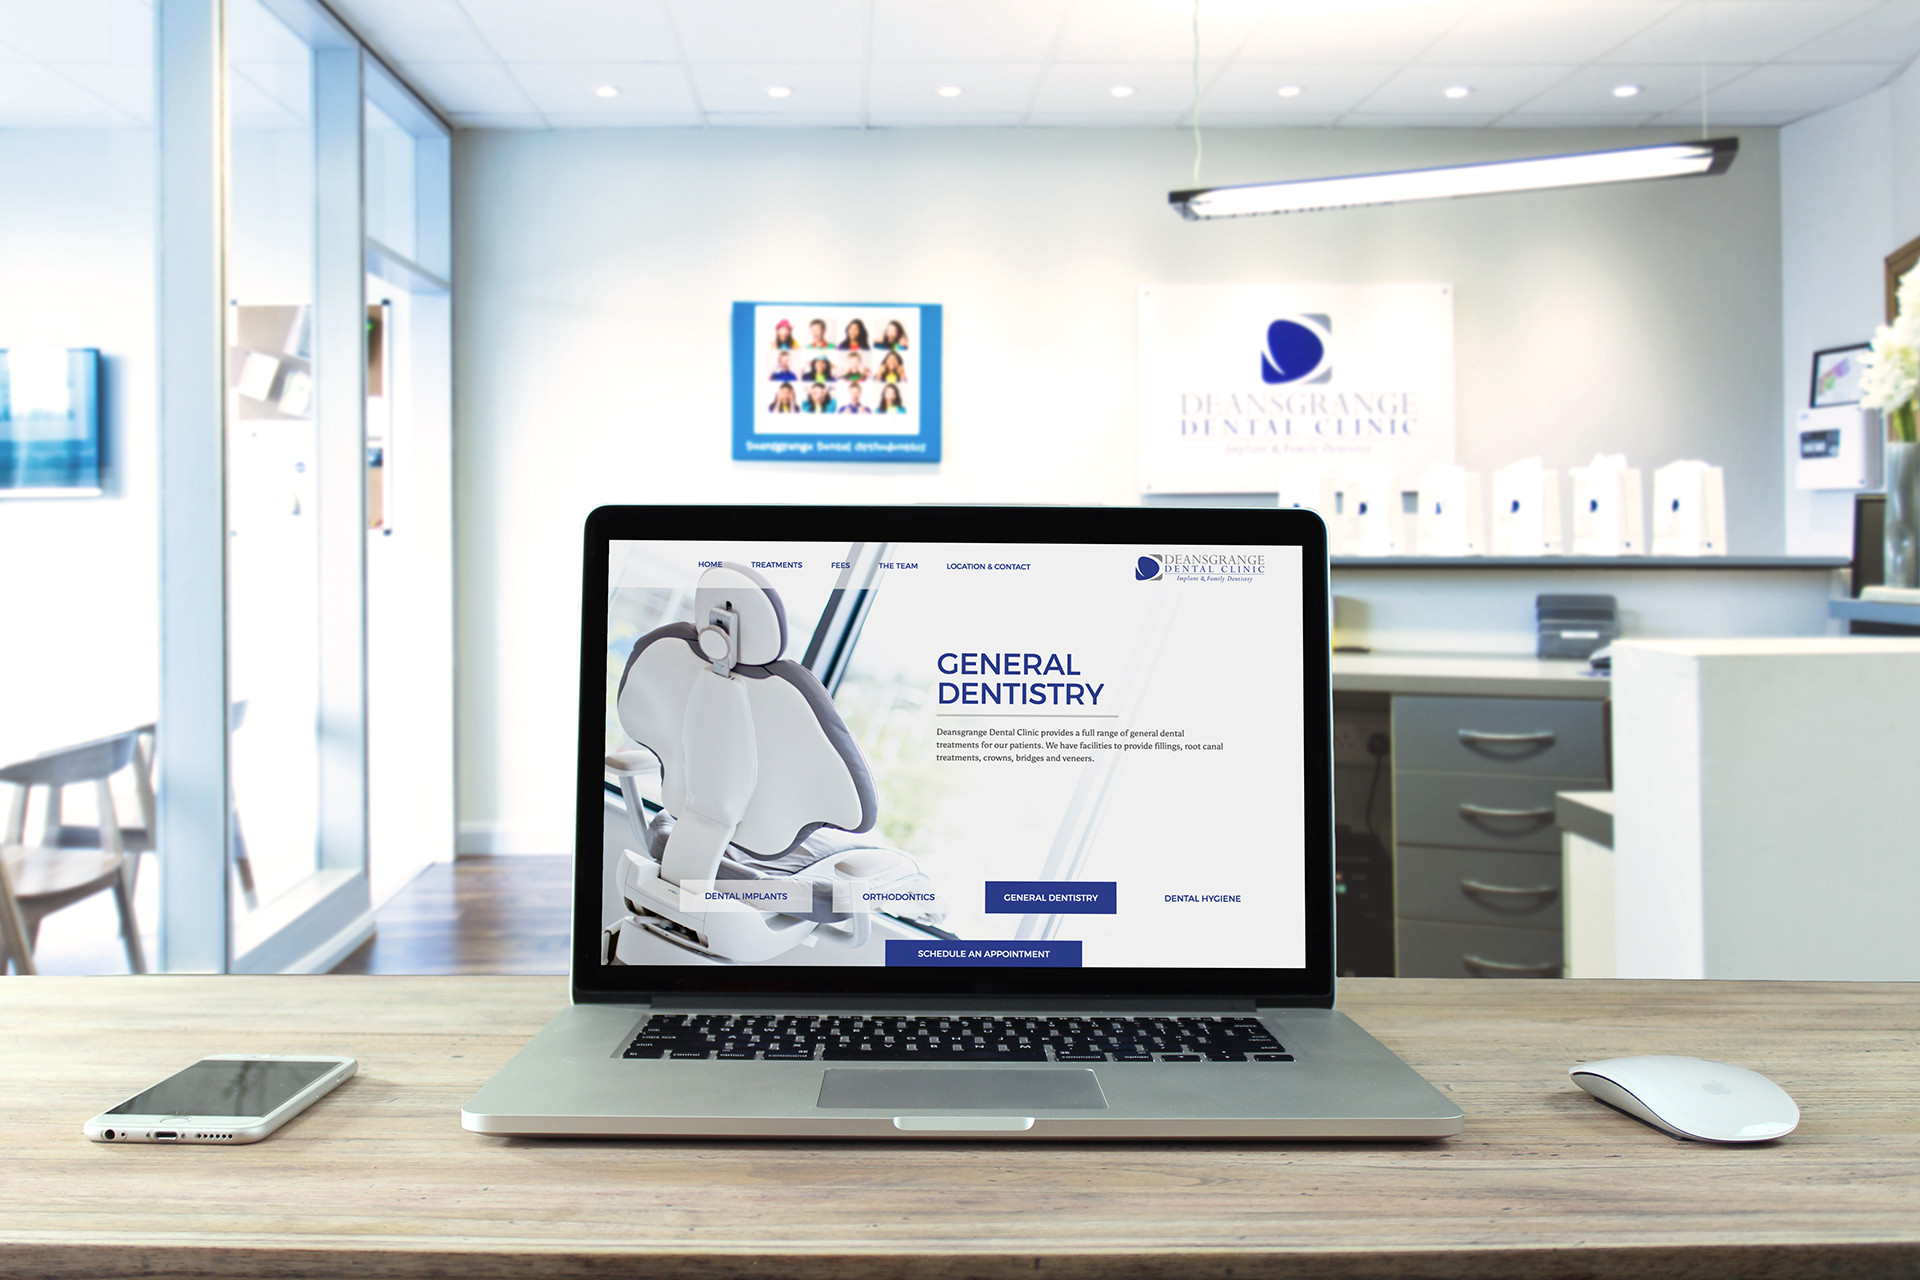 Deansgrange Dental Orthodontics
DEANSGRANGE
DENTAL CLINIC
Implant & Family Dentistry
HOME TREATMENTS FEES THE TEAM LOCATION & CONTACT
DEANSGRANGE
DENTAL CLINIC
Implant & Family Dentistry
GENERAL
DENTISTRY
Deansgrange Dental Clinic provides a full range of general dental
treatments for our patients. We have facilities to provide fillings, root canal
treatments, crowns, bridges and veneers.
DENTAL IMPLANTS ORTHODONTICS GENERAL DENTISTRY DENTAL HYGIENE
SCHEDULE AN APPOINTMENT